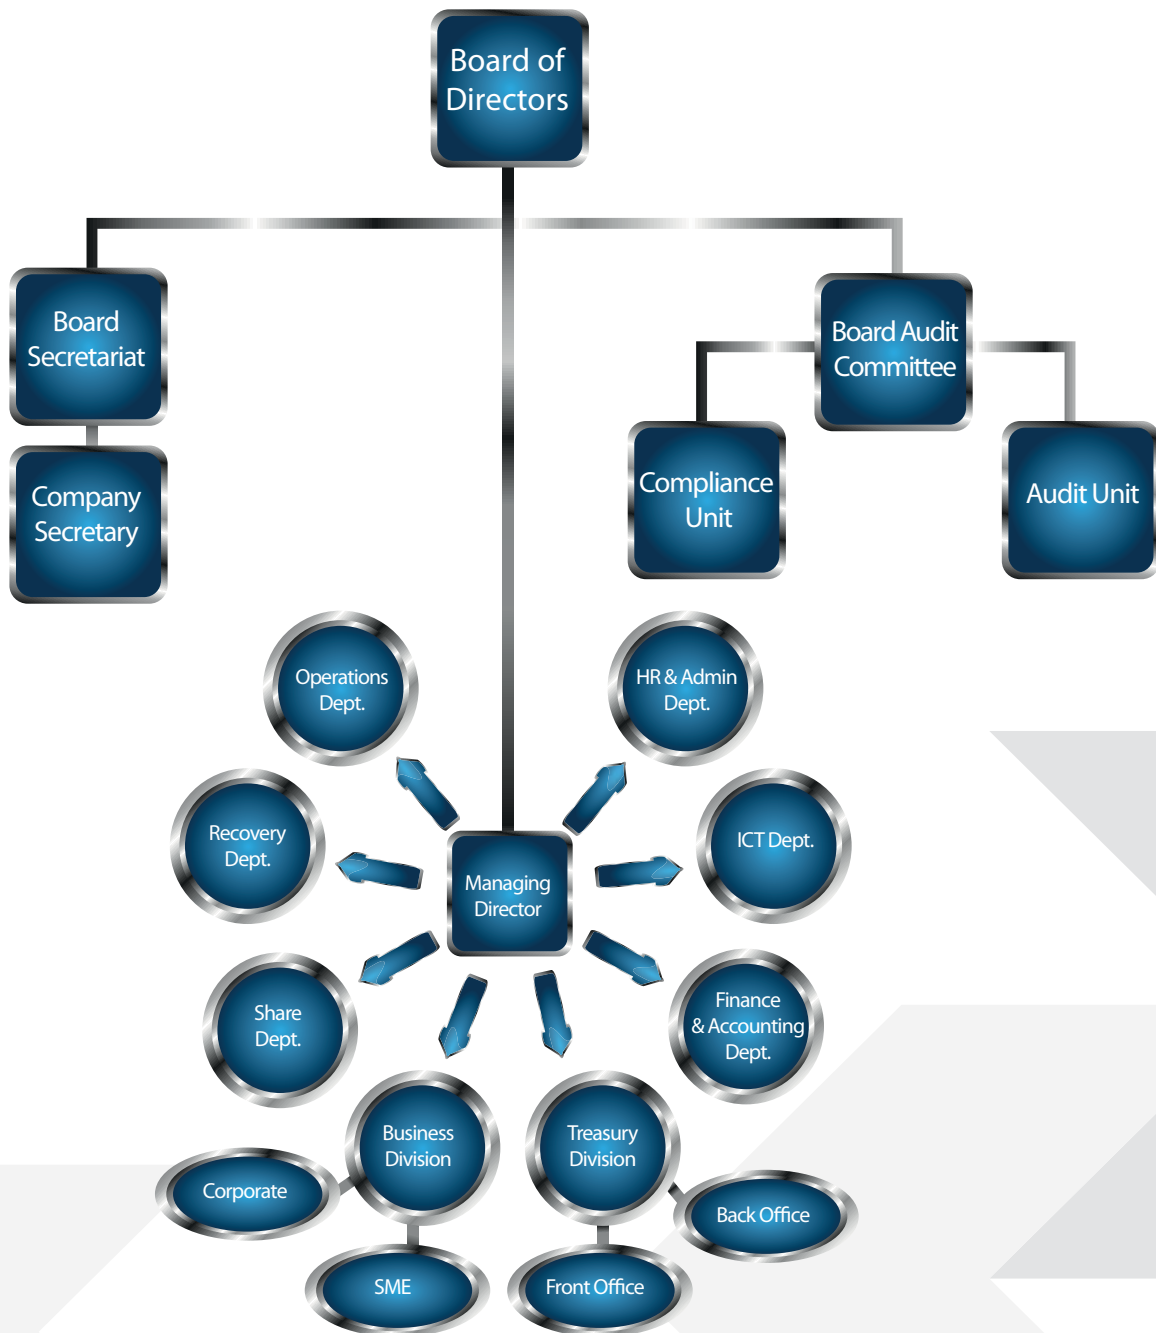 Board of
Directors
Board
Secretariat
Board Audit
Committee
Company
Secretary
Compliance
Unit
Audit Unit
Operations
Dept.
HR & Admin
Dept.
Recovery
Dept.
ICT Dept.
Managing
Director
Share
Dept.
Finance
& Accounting
Dept.
Business
Division
Treasury
Division
Corporate
Back Office
SME
Front Office